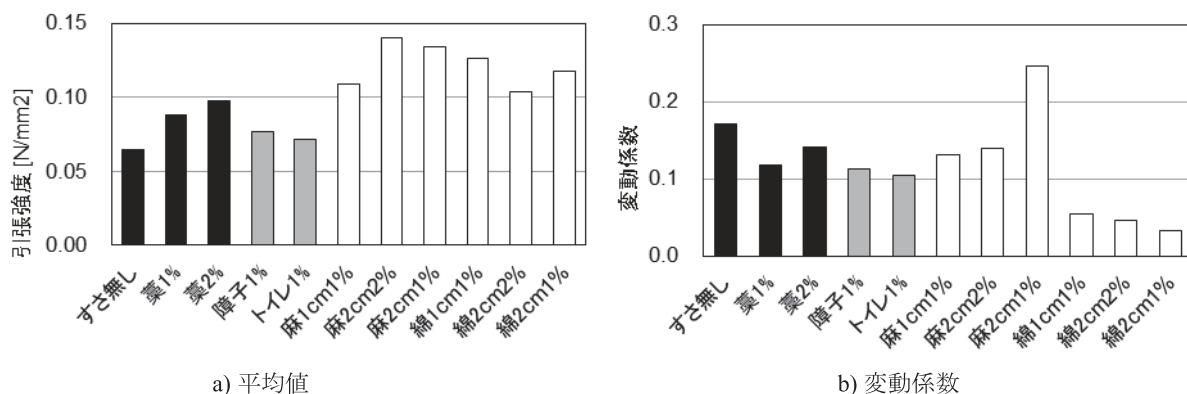 引張強度 [N/mm2]
0.15
0.10
0.05
0.00
すさ無し
藁1%
藁2%
障子1%
トイレ1%
麻1cm1%
麻2cm2%
麻2cm1%
綿1cm1%
綿2cm2%
綿2cm1%
a) 平均値
変動係数
0.3
0.2
0.1
0.0
すさ無し
藁1%
藁2%
障子1%
トイレ1%
麻1cm1%
麻2cm2%
麻2cm1%
綿1cm1%
綿2cm2%
綿2cm1%
b) 変動係数